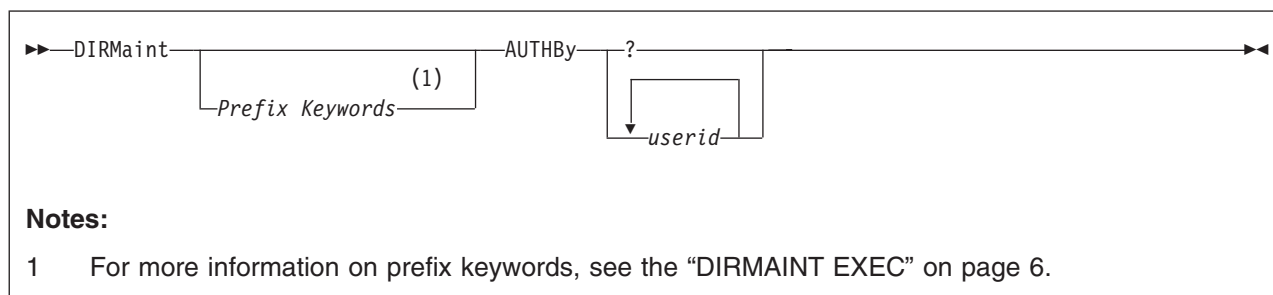 DIRMaint AUTHBy ?
(1)
Prefix Keywords
userid
Notes:
1 For more information on prefix keywords, see the “DIRMAINT EXEC” on page 6.